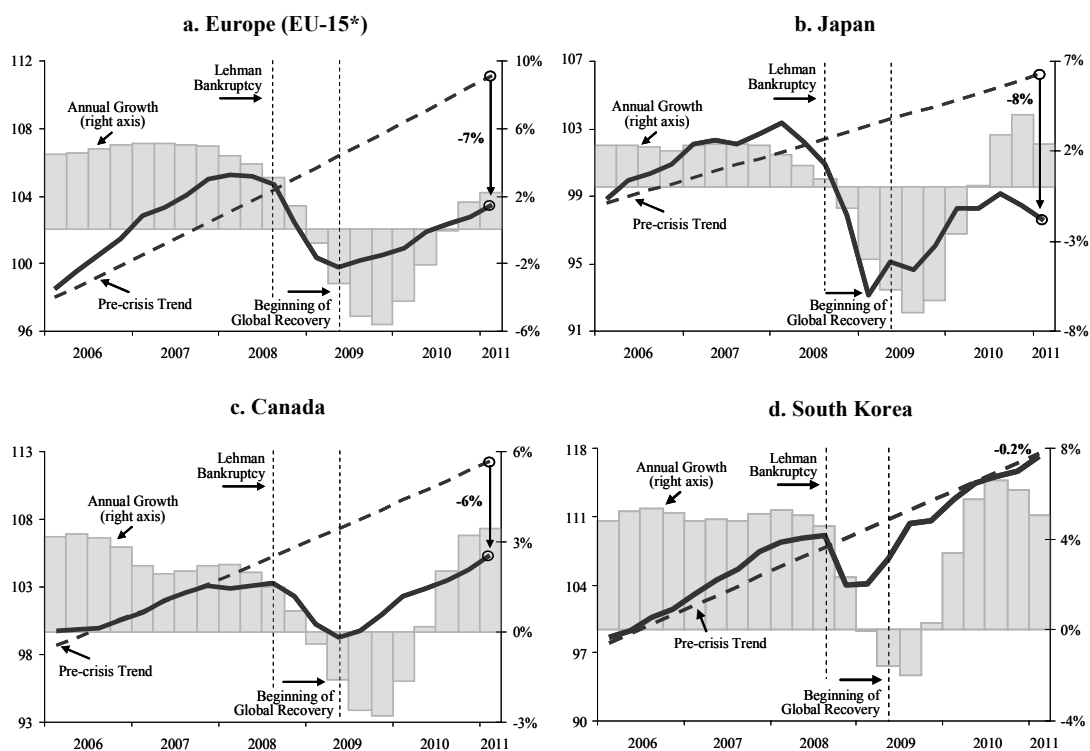 a. Europe (EU-15*)
112
108
104
100
96
10%
6%
2%
-2%
-6%
Lehman
Bankruptcy
Annual Growth
(right axis)
-7%
Pre-crisis Trend
Beginning of
Global Recovery
2006 2007 2008 2009 2010 2011
b. Japan
107
103
99
95
91
7%
2%
-3%
-8%
Lehman
Bankruptcy
Annual Growth
(right axis)
-8%
Pre-crisis Trend
Beginning of
Global Recovery
2006 2007 2008 2009 2010 2011
c. Canada
113
108
103
98
93
6%
3%
0%
-3%
Lehman
Bankruptcy
Annual Growth
(right axis)
-6%
Pre-crisis Trend
Beginning of
Global Recovery
2006 2007 2008 2009 2010 2011
d. South Korea
118
111
104
97
90
8%
4%
0%
-4%
Lehman
Bankruptcy
Annual Growth
(right axis)
-0.2%
Pre-crisis Trend
Beginning of
Global Recovery
2006 2007 2008 2009 2010 2011